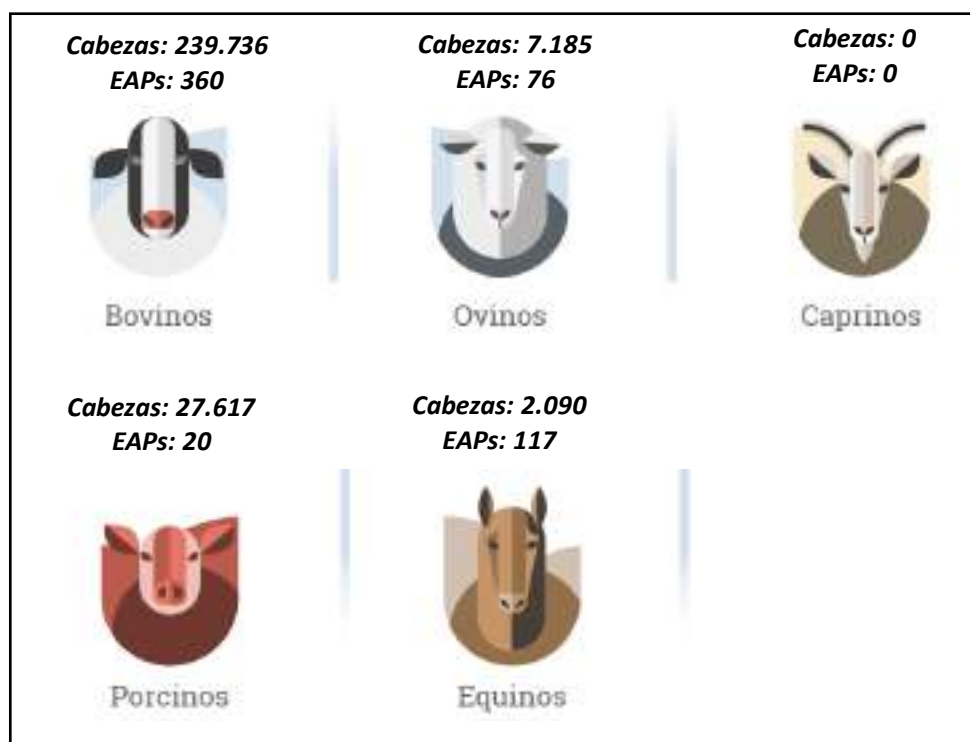 Cabezas: 239.736
EAPs: 360
Bovinos
Cabezas: 7.185
EAPs: 76
Ovinos
Cabezas: 0
EAPs: 0
Caprinos
Cabezas: 27.617
EAPs: 20
Porcinos
Cabezas: 2.090
EAPs: 117
Equinos